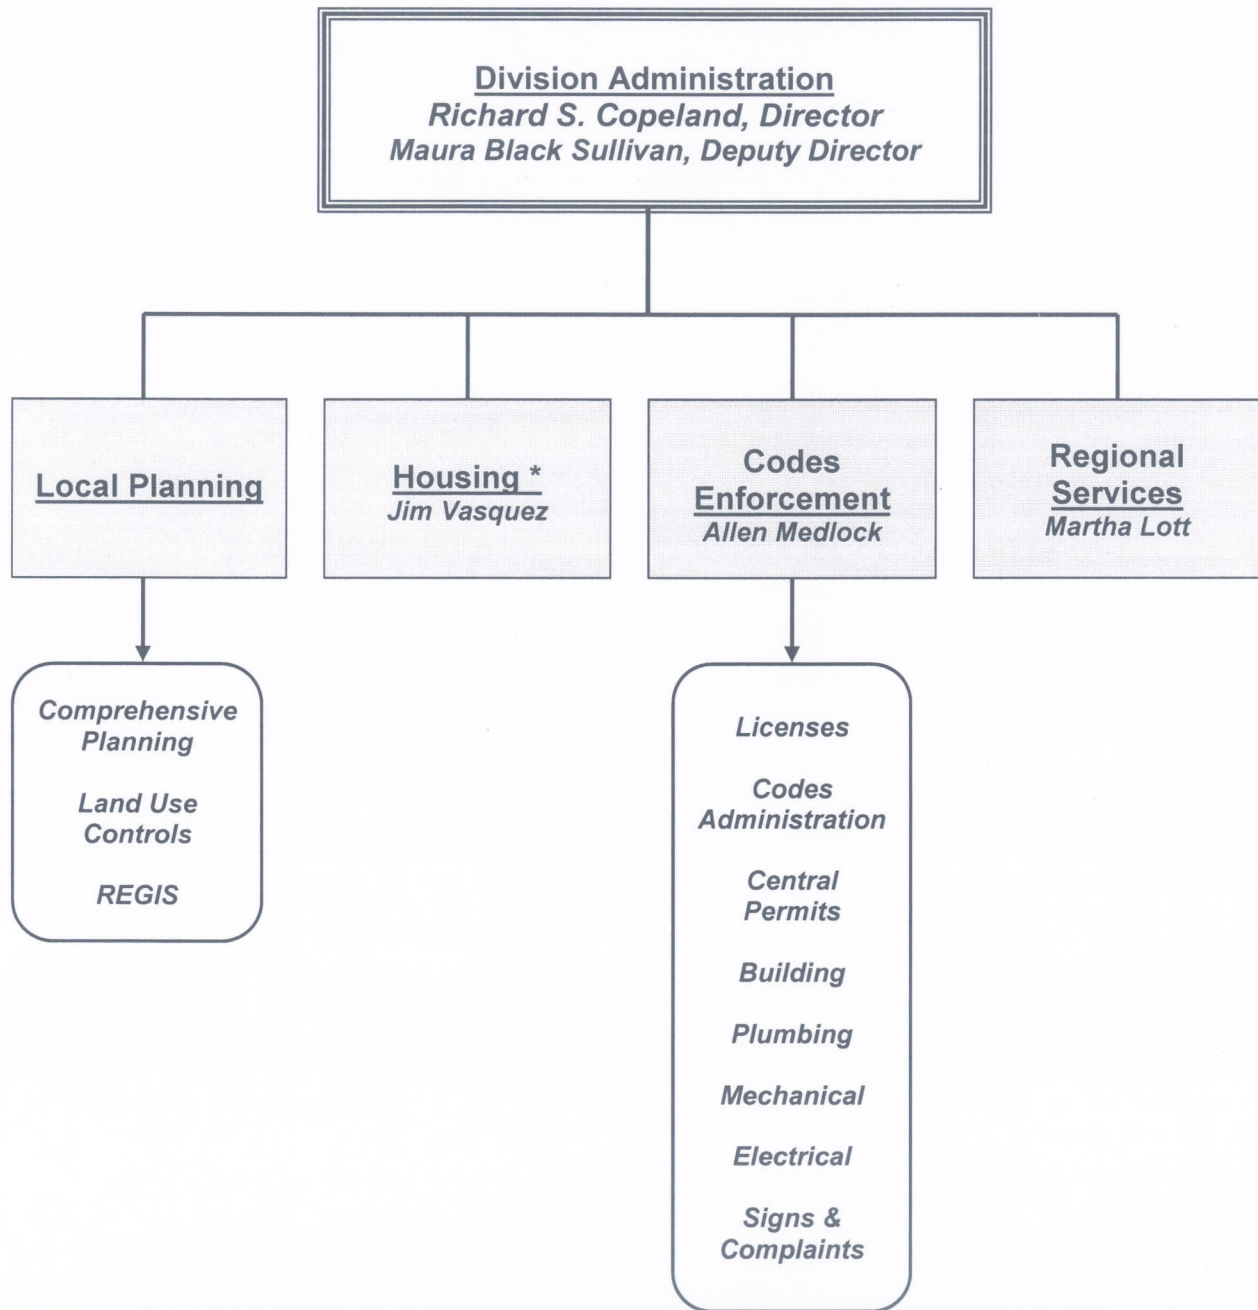 Division Administration
Richard S. Copeland, Director
Maura Black Sullivan, Deputy Director
Local Planning
Housing *
Jim Vasquez
Codes
Enforcement
Allen Medlock
Regional
Services
Martha Lott
Comprehensive
Planning
Land Use
Controls
REGIS
Licenses
Codes
Administration
Central
Permits
Building
Plumbing
Mechanical
Electrical
Signs &
Complaints